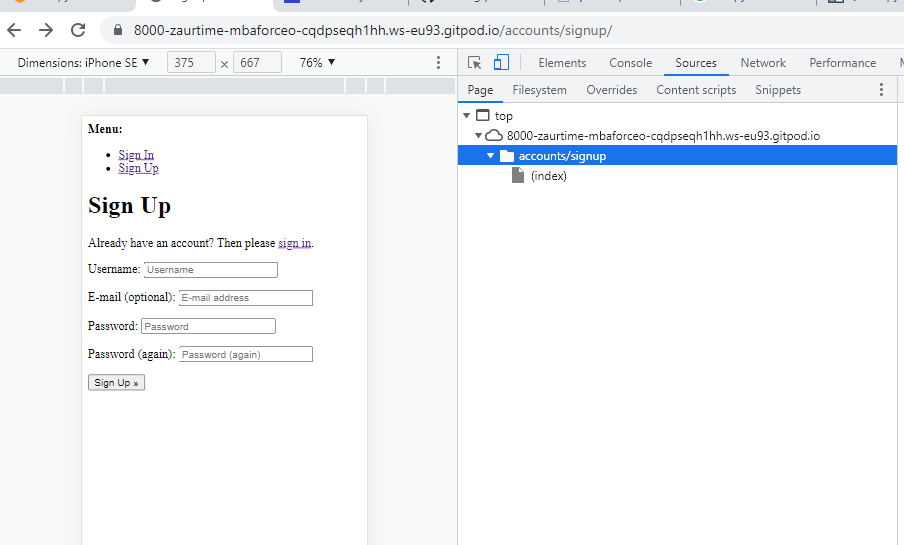 8000-zaurtime-mbaforceo-cqdpseqh1hh.ws-eu93.gitpod.io/accounts/signup/
Dimensions: iPhone SE ▼ 375 × 667 76% ▼
Elements Console Sources Network Performance
Page Filesystem Overrides Content scripts Snippets
top
8000-zaurtime-mbaforceo-cqdpseqh1hh.ws-eu93.gitpod.io
accounts/signup
(index)
Menu:
Sign In
Sign Up
Sign Up
Already have an account? Then please sign in.
Username: Username
E-mail (optional): E-mail address
Password: Password
Password (again): Password (again)
Sign Up »